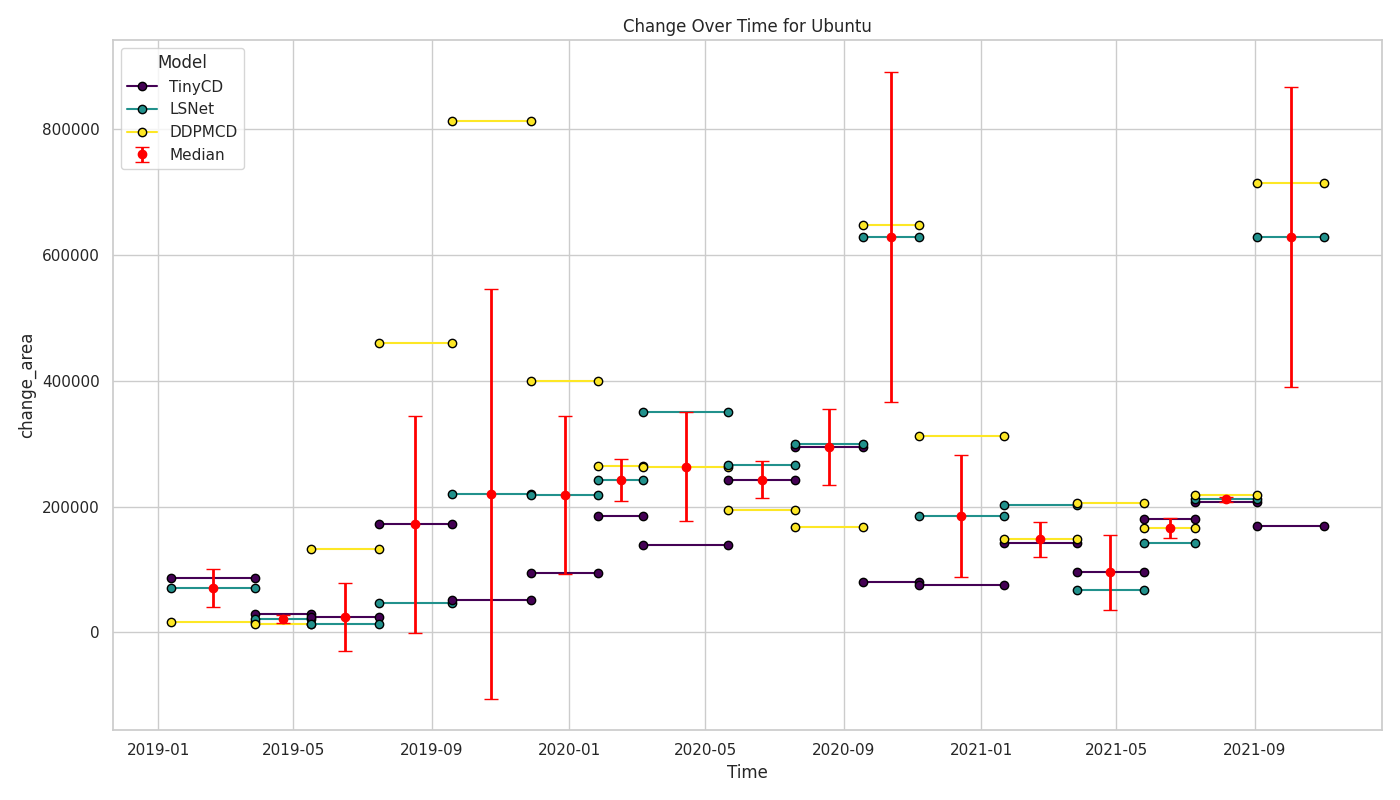 Change Over Time for Ubuntu
Model
TinyCD
LSNet
DDPMCD
Median
change_area
800000
600000
400000
200000
0
2019-01
2019-05
2019-09
2020-01
2020-05
2020-09
2021-01
2021-05
2021-09
Time